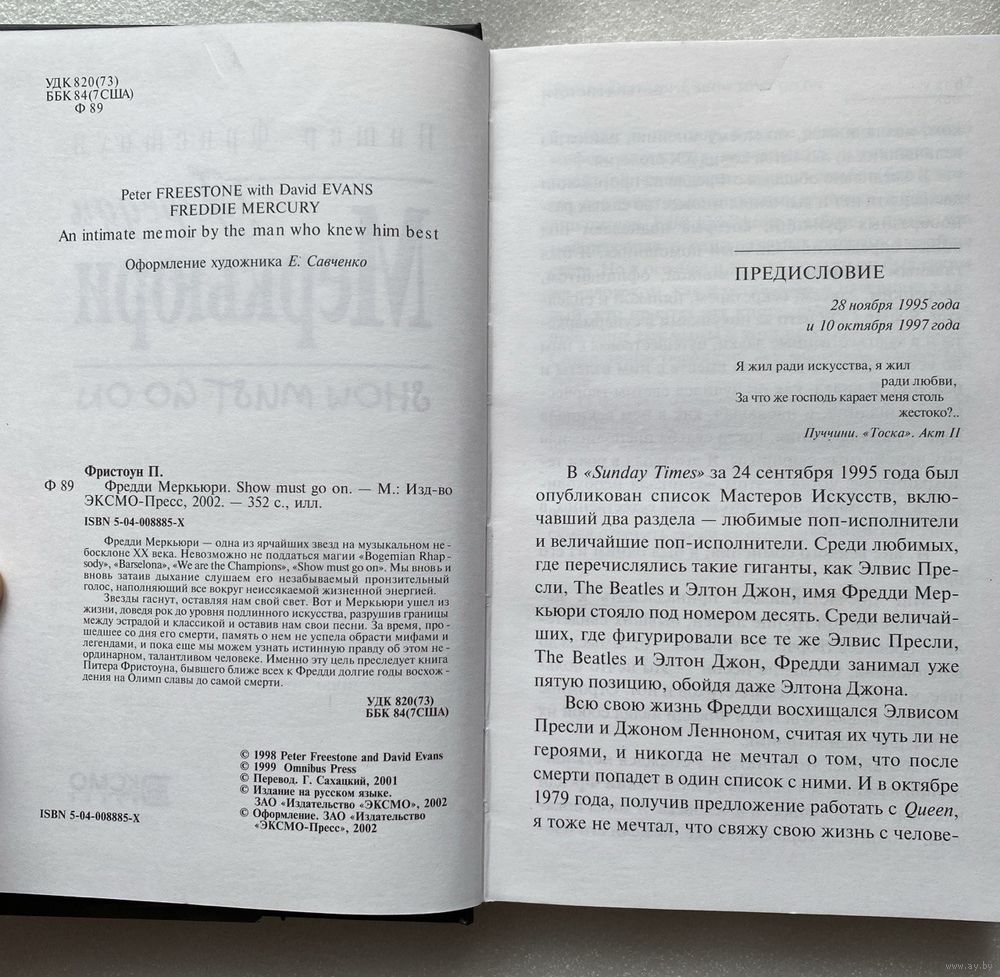 УДК 820(73)
ББК 84(7США)
Ф 89
Peter FREESTONE with David EVANS
FREDDIE MERCURY
An intimate memoir by the man who knew him best
Оформление художника Е. Савченко
Фристоун П.
Ф 89 Фредди Меркьюри. Show must go on. — М.: Изд-во
ЭКСМО-Пресс, 2002. — 352 с., илл.
ISBN 5-04-008885-X
Фредди Меркьюри — одна из ярчайших звезд на музыкальном не-
босклоне XX века. Невозможно не поддаться магии «Bogemian Rhap-
sody», «Barselona», «We are the Champions», «Show must go on». Мы вновь и
вновь затаив дыхание слушаем его незабываемый пронзительный
голос, наполняющий все вокруг неиссякаемой жизненной энергией.
Звезды гаснут, оставляя нам свой свет. Вот и Меркьюри ушел из
жизни, доведя рок до уровня подлинного искусства, разрушив границы
между эстрадой и классикой и оставив нам свои песни. За время, про-
шедшее со дня его смерти, память о нем не успела обрасти мифами и
легендами, и пока еще мы можем узнать истинную правду об этом не-
ординарном, талантливом человеке. Именно эту цель преследует книга
Питера Фристоуна, бывшего ближе всех к Фредди долгие годы восхож-
дения на Олимп славы до самой смерти.
УДК 820(73)
ББК 84(7США)
© 1998 Peter Freestone and David Evans
© 1999 Omnibus Press
© Перевод. Г. Сахацкий, 2001
© Издание на русском языке.
ЗАО «Издательство «ЭКСМО», 2002
© Оформление. ЗАО «Издательство
«ЭКСМО-Пресс», 2002
ISBN 5-04-008885-X
ПРЕДИСЛОВИЕ
28 ноября 1995 года
и 10 октября 1997 года
Я жил ради искусства, я жил
ради любви,
За что же господь карает меня столь
жестоко?..
Пуччини. «Тоска». Акт II
В «Sunday Times» за 24 сентября 1995 года был
опубликован список Мастеров Искусств, вклю-
чавший два раздела — любимые поп-исполнители
и величайшие поп-исполнители. Среди любимых,
где перечислялись такие гиганты, как Элвис Пре-
сли, The Beatles и Элтон Джон, имя Фредди Мер-
кьюри стояло под номером десять. Среди величай-
ших, где фигурировали все те же Элвис Пресли,
The Beatles и Элтон Джон, Фредди занимал уже
пятую позицию, обойдя даже Элтона Джона.
Всю свою жизнь Фредди восхищался Элвисом
Пресли и Джоном Ленноном, считая их чуть ли не
героями, и никогда не мечтал о том, что после
смерти попадет в один список с ними. И в октябре
1979 года, получив предложение работать с Queen,
я тоже не мечтал, что свяжу свою жизнь с челове-
www.ay.by